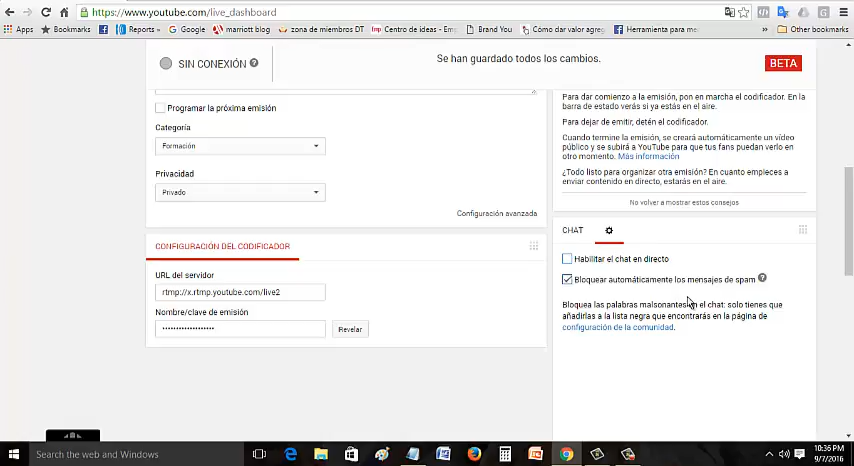 https://www.youtube.com/live_dashboard
Apps
Bookmarks
Reports
Google
marriott blog
zona de miembros DT
Centro de ideas - Emp
Brand You
Cómo dar valor agreg
Herramienta para me
»
Other bookmarks
SIN CONEXIÓN
Se han guardado todos los cambios.
BETA
Programar la próxima emisión
Categoría
Formación
Privacidad
Privado
Configuración avanzada
CONFIGURACIÓN DEL CODIFICADOR
URL del servidor
rtmp://x.rtmp.youtube.com/live2
Nombre/clave de emisión
•••••••••••••••••••
Revelar
Para dar comienzo a la emisión, pon en marcha el codificador. En la
barra de estado verás si ya estás en el aire.
Para dejar de emitir, detén el codificador.
Cuando termine la emisión, se creará automáticamente un vídeo
público y se subirá a YouTube para que tus fans puedan verlo en
otro momento. Más información
¿Todo listo para organizar otra emisión? En cuanto empieces a
enviar contenido en directo, estarás en el aire.
No volver a mostrar estos consejos
CHAT
Habilitar el chat en directo
Bloquear automáticamente los mensajes de spam
Bloquea las palabras malsonantes en el chat: solo tienes que
añadirlas a la lista negra que encontrarás en la página de
configuración de la comunidad.
Search the web and Windows
10:36 PM
9/7/2016